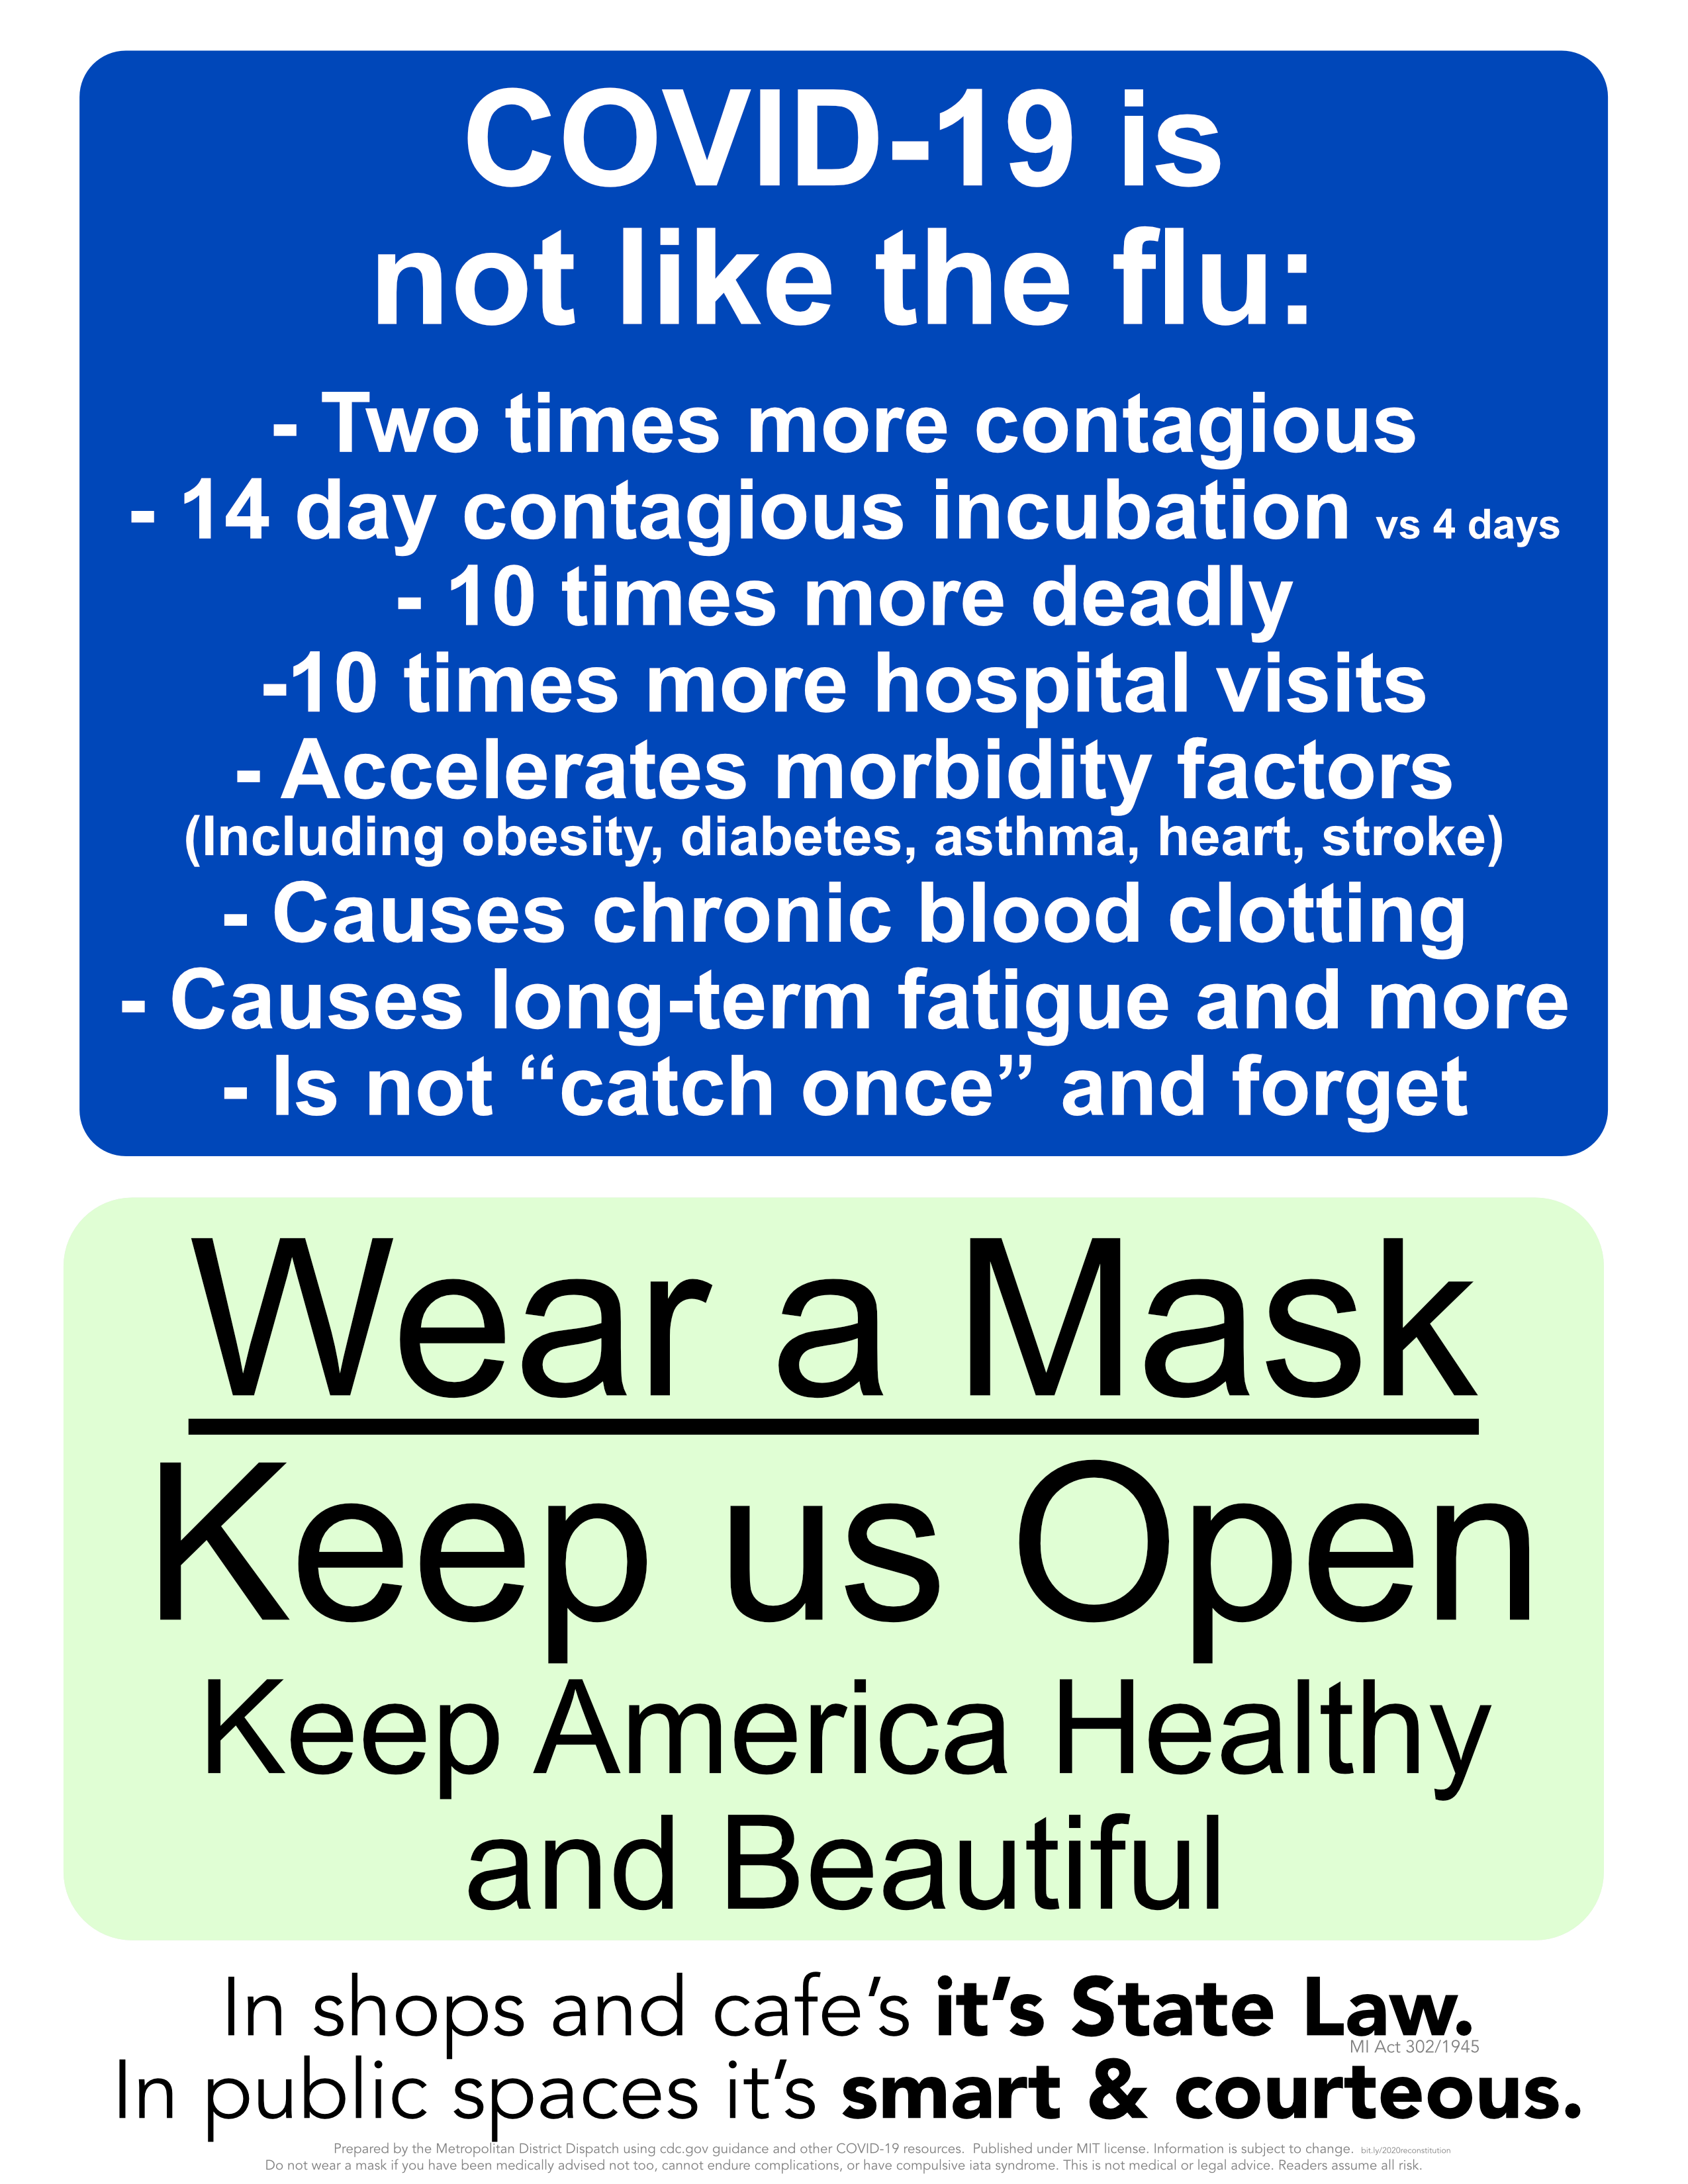 COVID-19 is
not like the flu:
- Two times more contagious
- 14 day contagious incubation vs 4 days
- 10 times more deadly
-10 times more hospital visits
- Accelerates morbidity factors
(Including obesity, diabetes, asthma, heart, stroke)
- Causes chronic blood clotting
- Causes long-term fatigue and more
- Is not “catch once” and forget
Wear a Mask
Keep us Open
Keep America Healthy
and Beautiful
In shops and cafe’s it’s State Law.
MI Act 302/1945
In public spaces it’s smart & courteous.
Prepared by the Metropolitan District Dispatch using cdc.gov guidance and other COVID-19 resources. Published under MIT license. Information is subject to change. bit.ly/2020reconstitution
Do not wear a mask if you have been medically advised not too, cannot endure complications, or have compulsive iata syndrome. This is not medical or legal advice. Readers assume all risk.